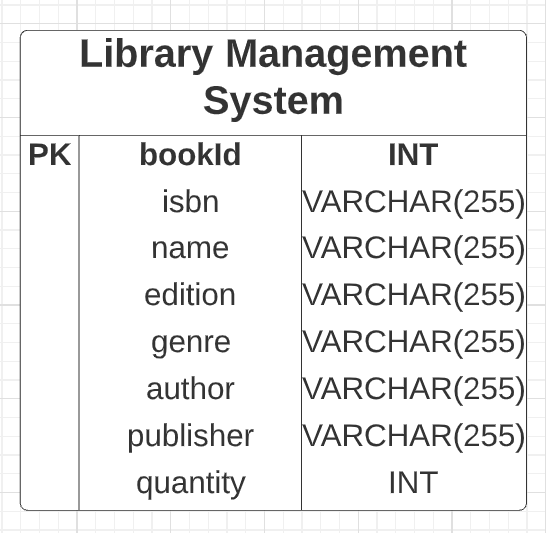 Library Management
System
PK bookId INT
isbn VARCHAR(255)
name VARCHAR(255)
edition VARCHAR(255)
genre VARCHAR(255)
author VARCHAR(255)
publisher VARCHAR(255)
quantity INT